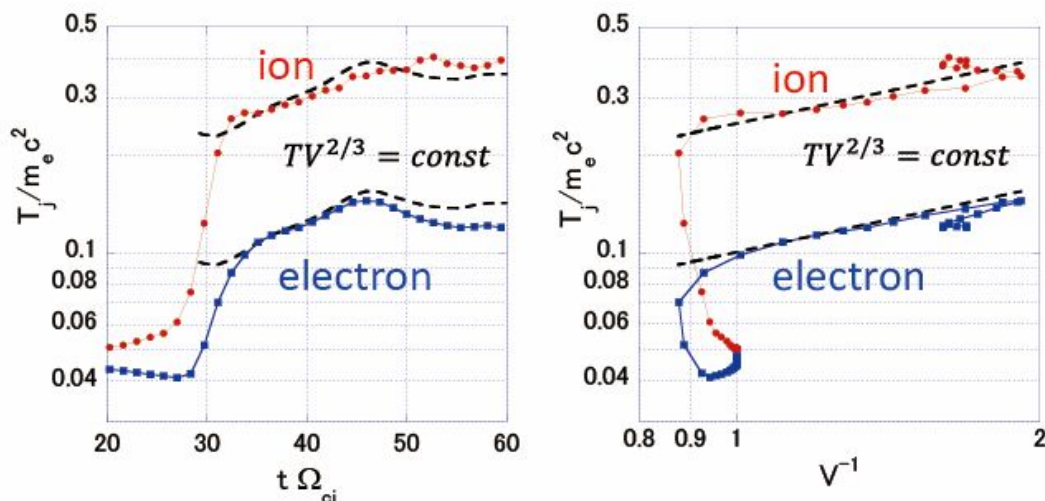 0.5
0.3
0.1
0.08
0.06
0.04
T_j/m_e c^2
ion
TV^{2/3} = const
electron
20 30 40 50 60
t Ω_ci
0.5
0.3
0.1
0.08
0.06
0.04
T_j/m_e c^2
ion
TV^{2/3} = const
electron
0.8 0.9 1 2
V^{-1}